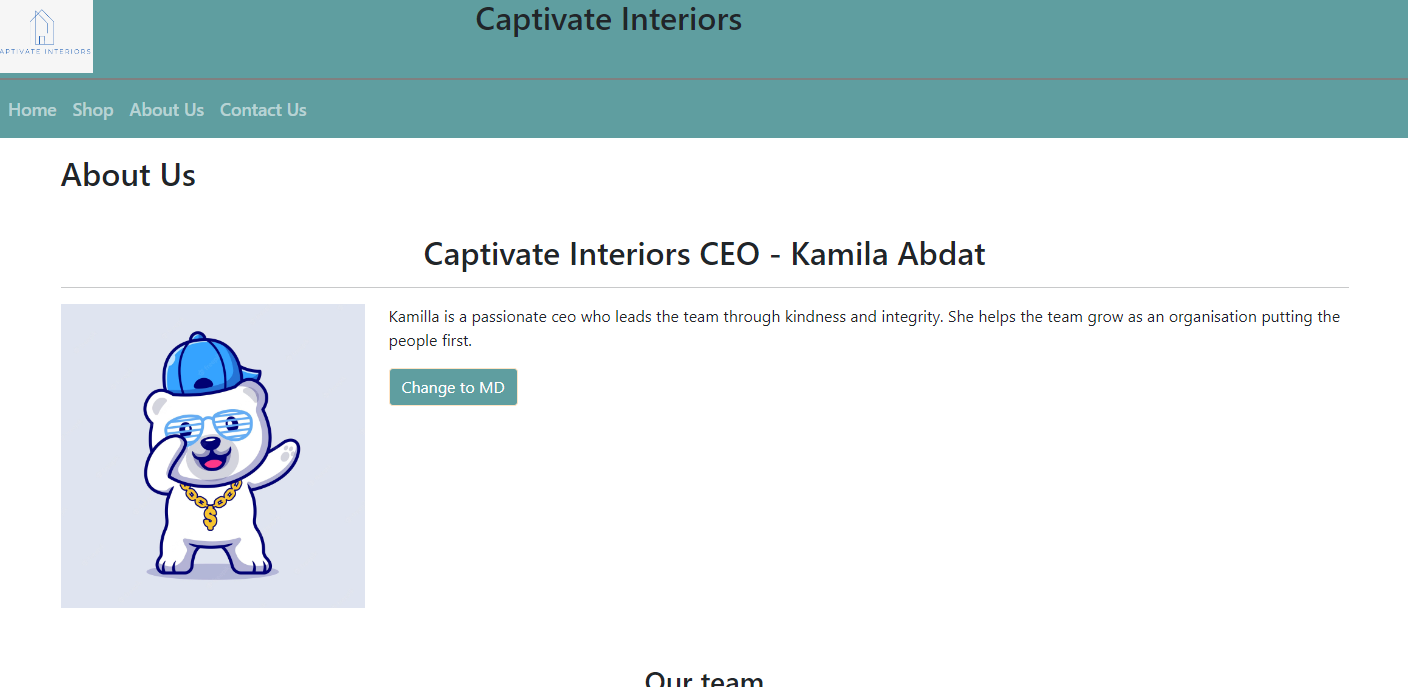 APTIVATE INTERIORS
Captivate Interiors
Home Shop About Us Contact Us
About Us
Captivate Interiors CEO - Kamila Abdat
Kamilla is a passionate ceo who leads the team through kindness and integrity. She helps the team grow as an organisation putting the
people first.
Change to MD
$
Our team